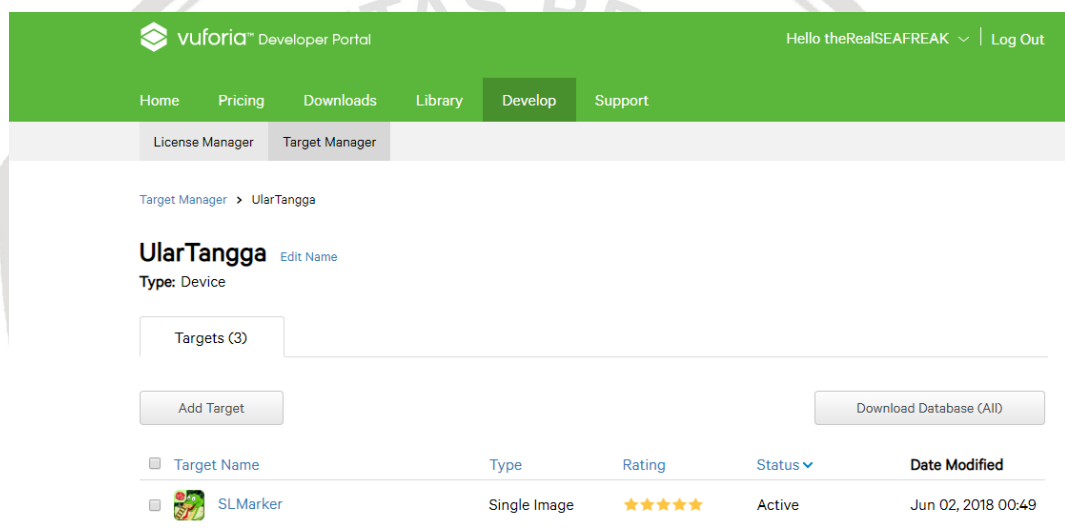 vuforia™ Developer Portal
Hello theRealSEAFREAK | Log Out
Home Pricing Downloads Library Develop Support
License Manager Target Manager
Target Manager > UlarTangga
UlarTangga Edit Name
Type: Device
Targets (3)
Add Target Download Database (All)
Target Name Type Rating Status Date Modified
SLMarker Single Image Active Jun 02, 2018 00:49